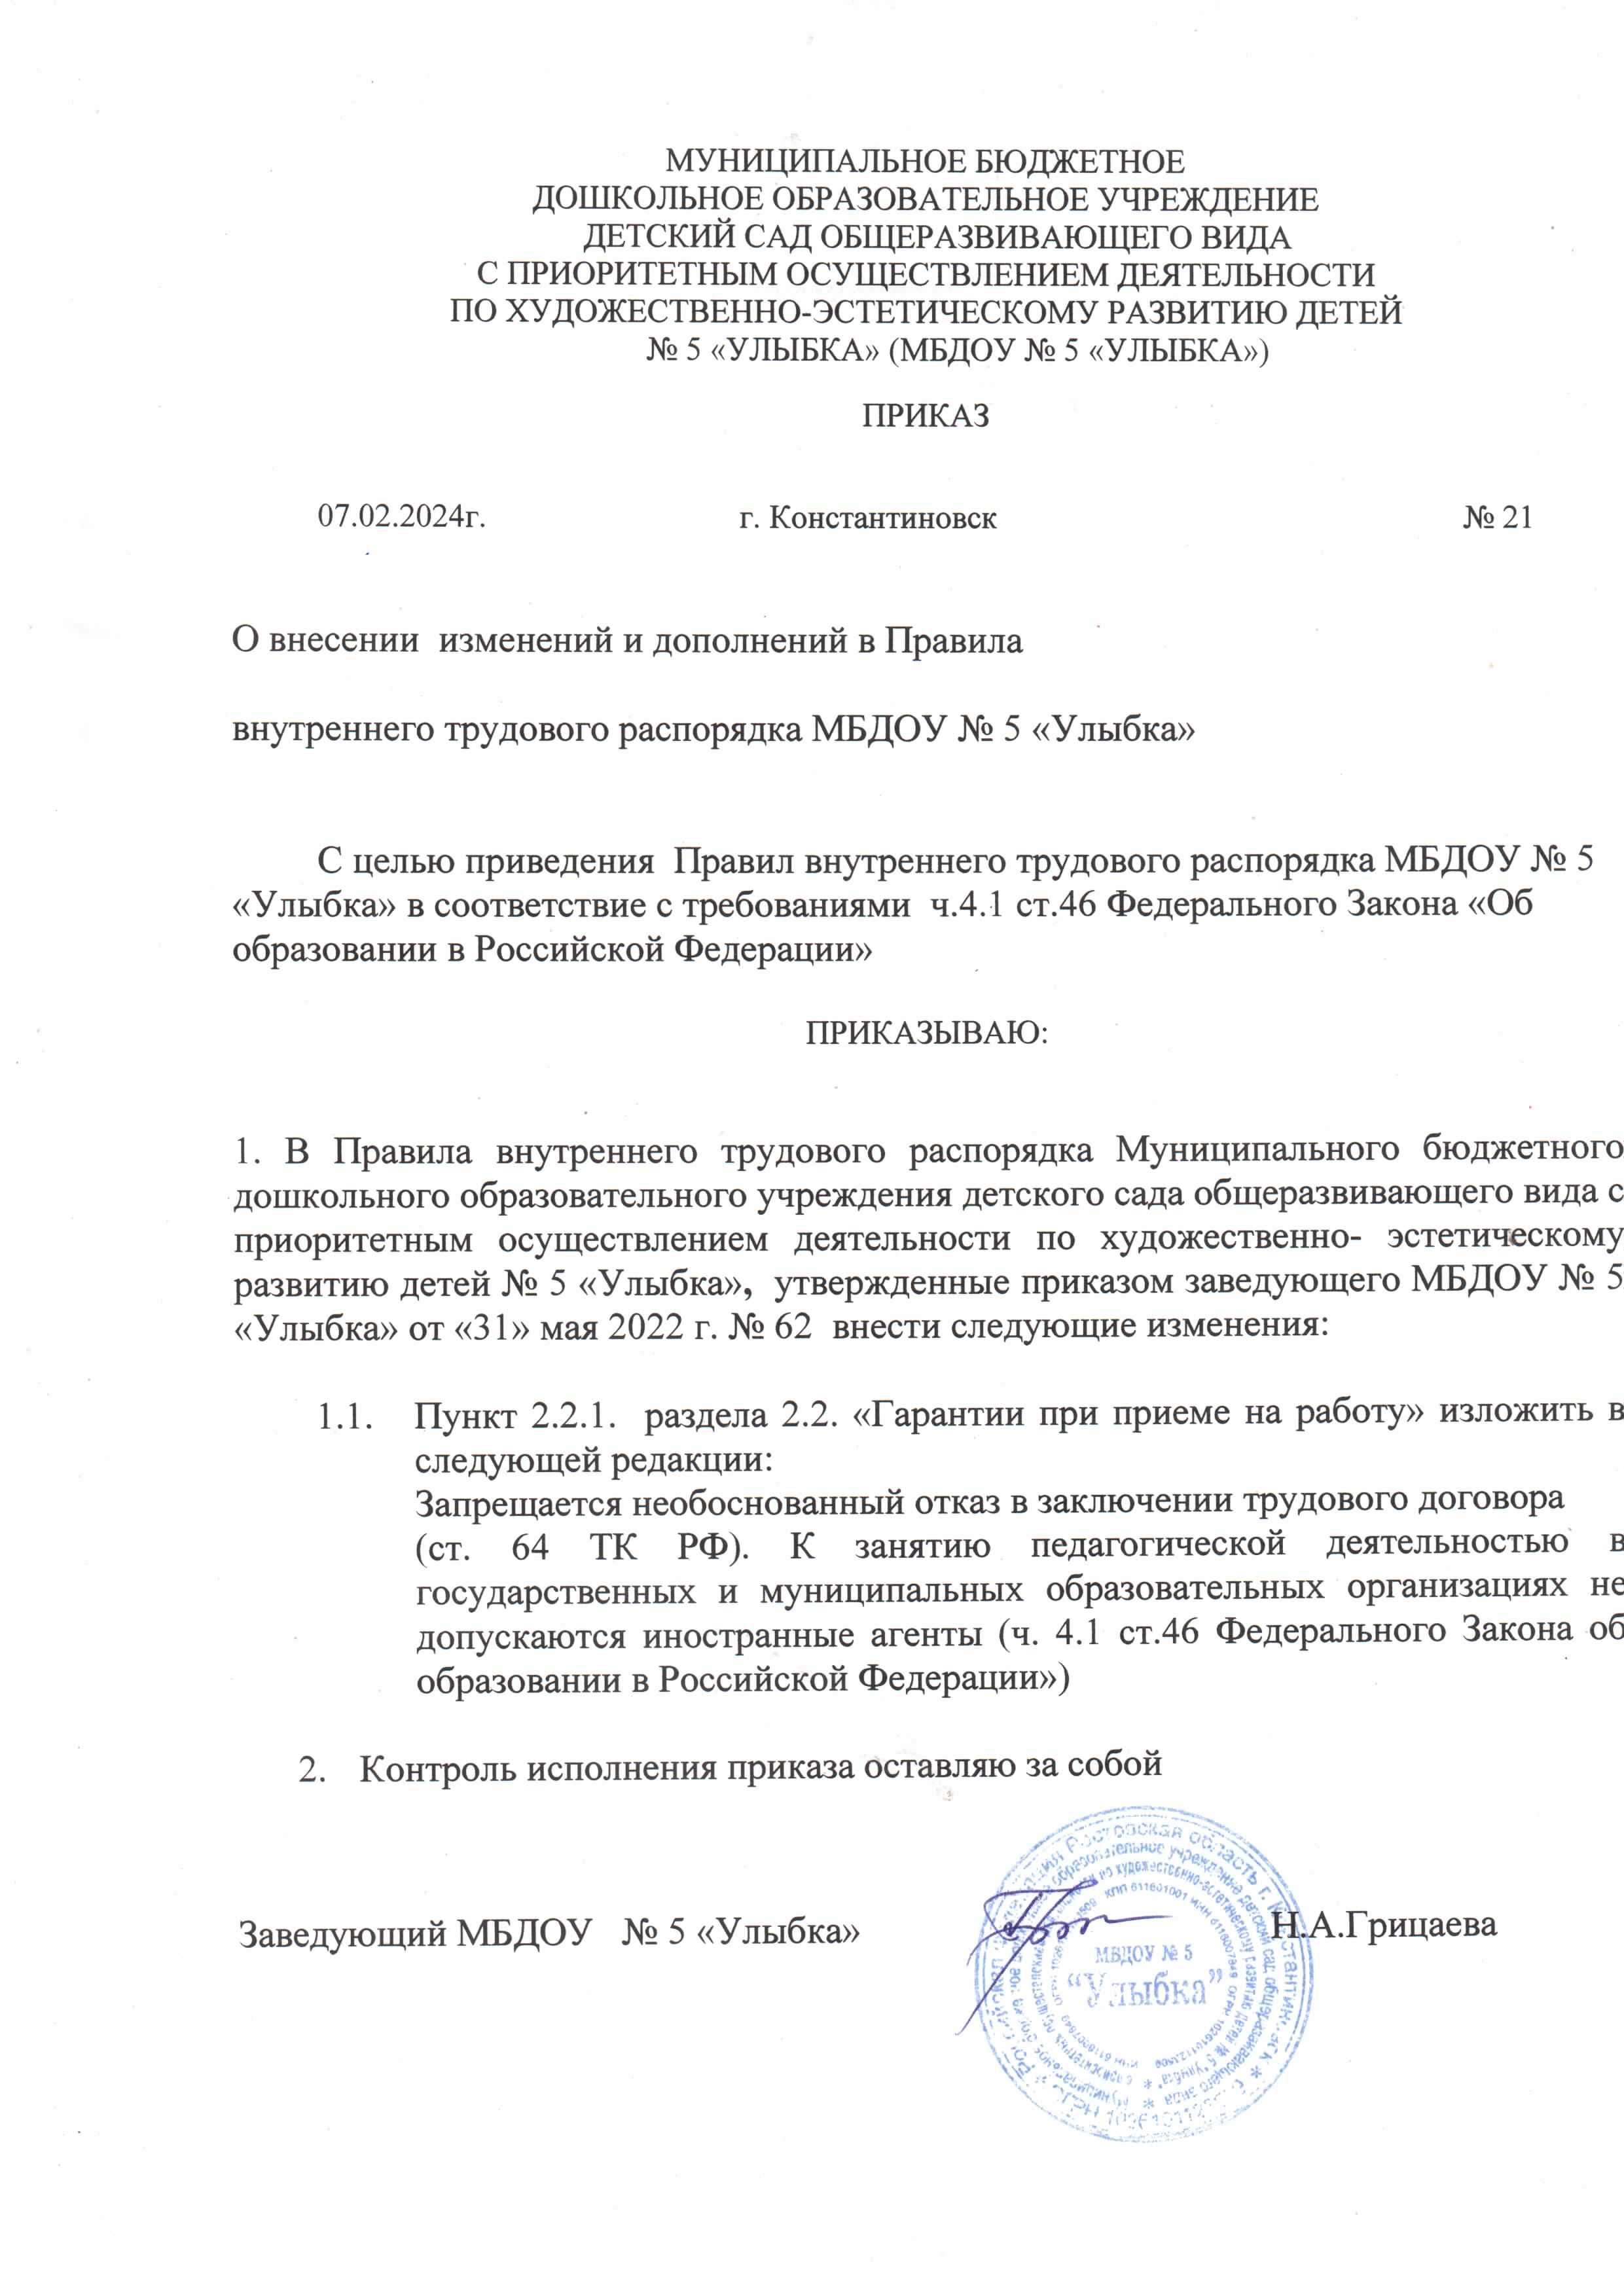 МУНИЦИПАЛЬНОЕ БЮДЖЕТНОЕ
ДОШКОЛЬНОЕ ОБРАЗОВАТЕЛЬНОЕ УЧРЕЖДЕНИЕ
ДЕТСКИЙ САД ОБЩЕРАЗВИВАЮЩЕГО ВИДА
С ПРИОРИТЕТНЫМ ОСУЩЕСТВЛЕНИЕМ ДЕЯТЕЛЬНОСТИ
ПО ХУДОЖЕСТВЕННО-ЭСТЕТИЧЕСКОМУ РАЗВИТИЮ ДЕТЕЙ
№ 5 «УЛЫБКА» (МБДОУ № 5 «УЛЫБКА»)
ПРИКАЗ
07.02.2024г. г. Константиновск № 21
О внесении изменений и дополнений в Правила
внутреннего трудового распорядка МБДОУ № 5 «Улыбка»
С целью приведения Правил внутреннего трудового распорядка МБДОУ № 5
«Улыбка» в соответствие с требованиями ч.4.1 ст.46 Федерального Закона «Об
образовании в Российской Федерации»
ПРИКАЗЫВАЮ:
1. В Правила внутреннего трудового распорядка Муниципального бюджетного
дошкольного образовательного учреждения детского сада общеразвивающего вида с
приоритетным осуществлением деятельности по художественно- эстетическому
развитию детей № 5 «Улыбка», утвержденные приказом заведующего МБДОУ № 5
«Улыбка» от «31» мая 2022 г. № 62 внести следующие изменения:
1.1. Пункт 2.2.1. раздела 2.2. «Гарантии при приеме на работу» изложить в
следующей редакции:
Запрещается необоснованный отказ в заключении трудового договора
(ст. 64 ТК РФ). К занятию педагогической деятельностью в
государственных и муниципальных образовательных организациях не
допускаются иностранные агенты (ч. 4.1 ст.46 Федерального Закона об
образовании в Российской Федерации»)
2. Контроль исполнения приказа оставляю за собой
Заведующий МБДОУ № 5 «Улыбка» Н.А.Грицаева
МБДОУ № 5
“Улыбка”